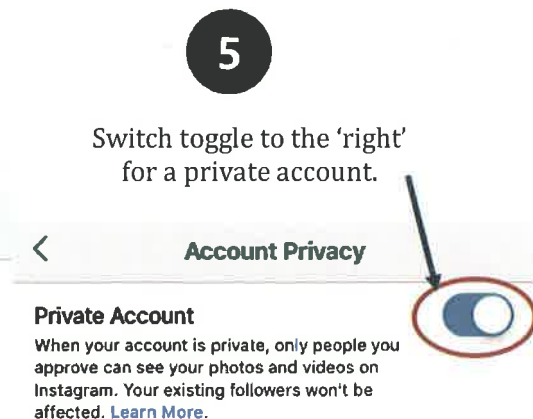 5
Switch toggle to the ‘right’
for a private account.
Account Privacy
Private Account
When your account is private, only people you
approve can see your photos and videos on
Instagram. Your existing followers won't be
affected. Learn More.